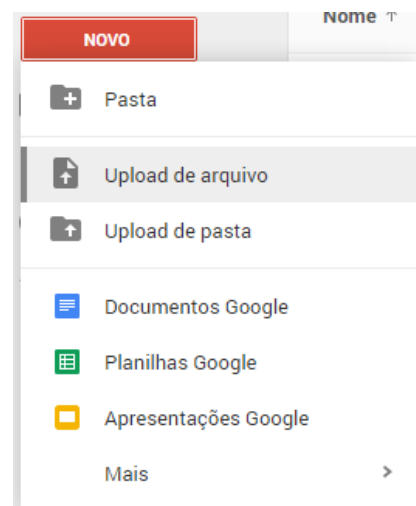 Nome ↑
NOVO
Pasta
Upload de arquivo
Upload de pasta
Documentos Google
Planilhas Google
Apresentações Google
Mais >